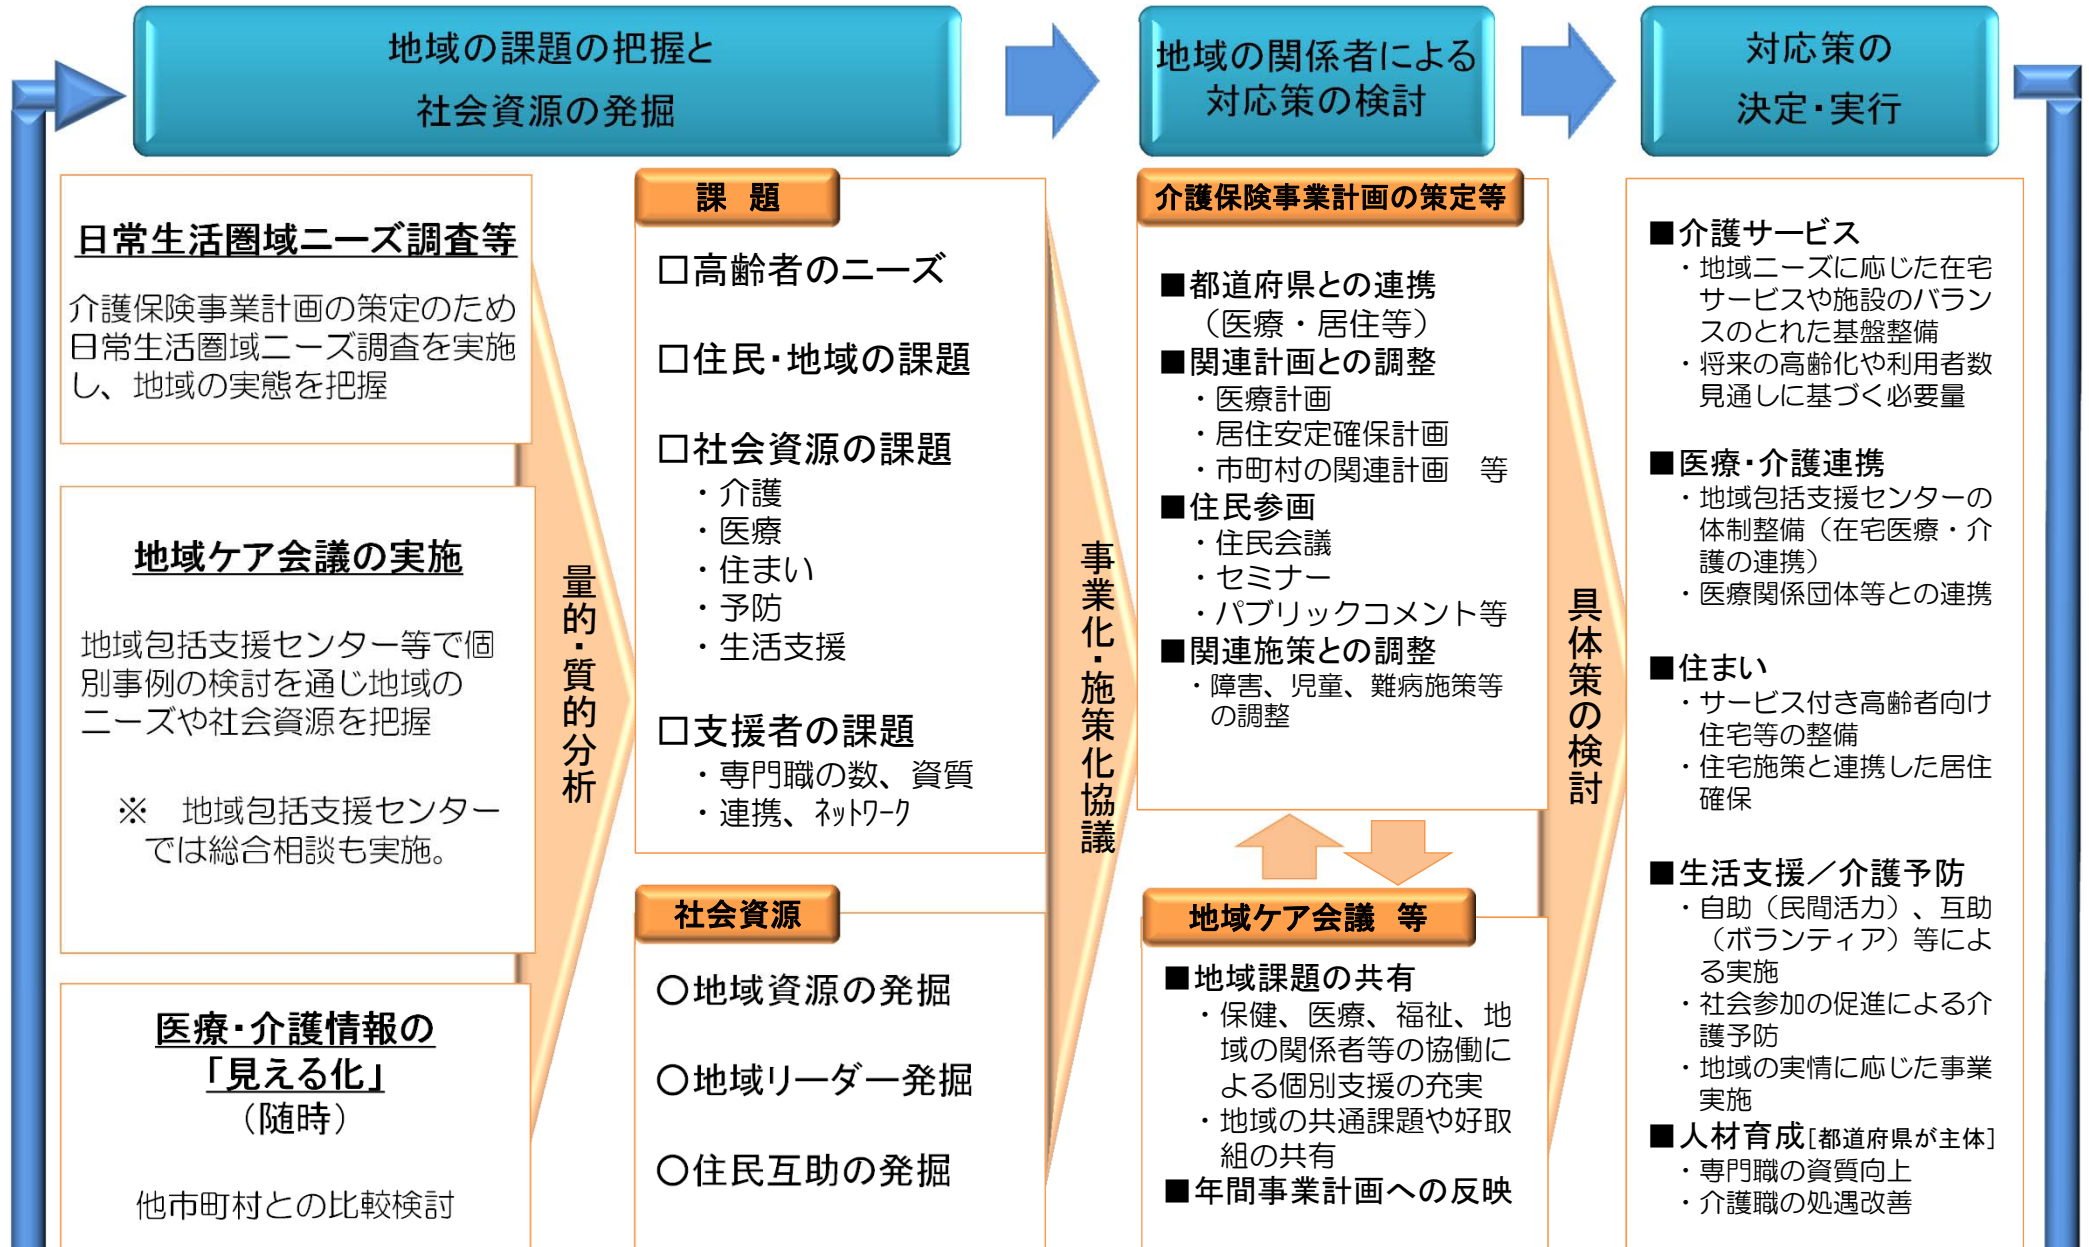 地域の課題の把握と
社会資源の発掘
地域の関係者による
対応策の検討
対応策の
決定・実行
日常生活圏域ニーズ調査等
介護保険事業計画の策定のため
日常生活圏域ニーズ調査を実施
し、地域の実態を把握
地域ケア会議の実施
地域包括支援センター等で個
別事例の検討を通じ地域の
ニーズや社会資源を把握
※　地域包括支援センター
では総合相談も実施。
医療・介護情報の
「見える化」
（随時）
他市町村との比較検討
量的・質的分析
課　題
□高齢者のニーズ
□住民・地域の課題
□社会資源の課題
・介護
・医療
・住まい
・予防
・生活支援
□支援者の課題
・専門職の数、資質
・連携、ﾈｯﾄﾜｰｸ
社会資源
○地域資源の発掘
○地域リーダー発掘
○住民互助の発掘
事業化・施策化協議
介護保険事業計画の策定等
■都道府県との連携
（医療・居住等）
■関連計画との調整
・医療計画
・居住安定確保計画
・市町村の関連計画　等
■住民参画
・住民会議
・セミナー
・パブリックコメント等
■関連施策との調整
・障害、児童、難病施策等
の調整
地域ケア会議　等
■地域課題の共有
・保健、医療、福祉、地
域の関係者等の協働に
よる個別支援の充実
・地域の共通課題や好取
組の共有
■年間事業計画への反映
具体策の検討
■介護サービス
・地域ニーズに応じた在宅
サービスや施設のバラン
スのとれた基盤整備
・将来の高齢化や利用者数
見通しに基づく必要量
■医療・介護連携
・地域包括支援センターの
体制整備（在宅医療・介
護の連携）
・医療関係団体等との連携
■住まい
・サービス付き高齢者向け
住宅等の整備
・住宅施策と連携した居住
確保
■生活支援／介護予防
・自助（民間活力）、互助
（ボランティア）等によ
る実施
・社会参加の促進による介
護予防
・地域の実情に応じた事業
実施
■人材育成[都道府県が主体]
・専門職の資質向上
・介護職の処遇改善